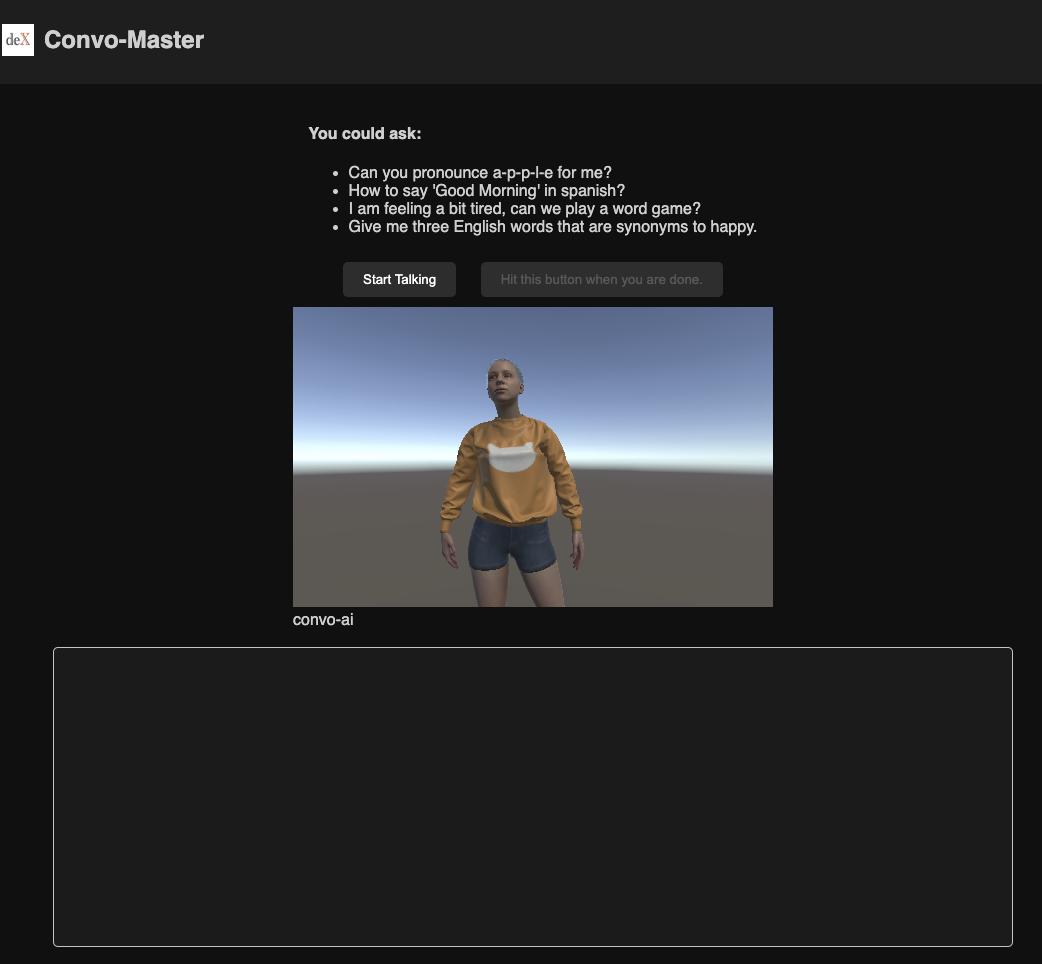 deX Convo-Master
You could ask:
Can you pronounce a-p-p-l-e for me?
How to say 'Good Morning' in spanish?
I am feeling a bit tired, can we play a word game?
Give me three English words that are synonyms to happy.
Start Talking Hit this button when you are done.
convo-ai